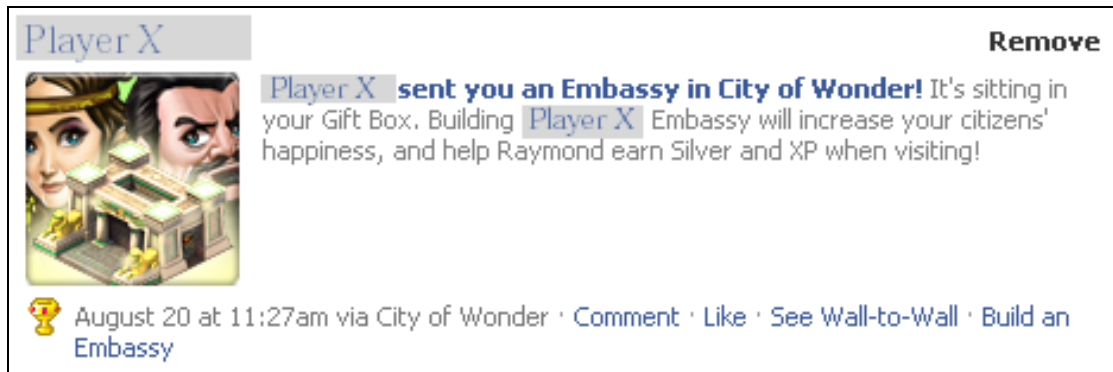 Player X
Remove
Player X sent you an Embassy in City of Wonder! It's sitting in
your Gift Box. Building Player X Embassy will increase your citizens'
happiness, and help Raymond earn Silver and XP when visiting!
August 20 at 11:27am via City of Wonder · Comment · Like · See Wall-to-Wall · Build an
Embassy